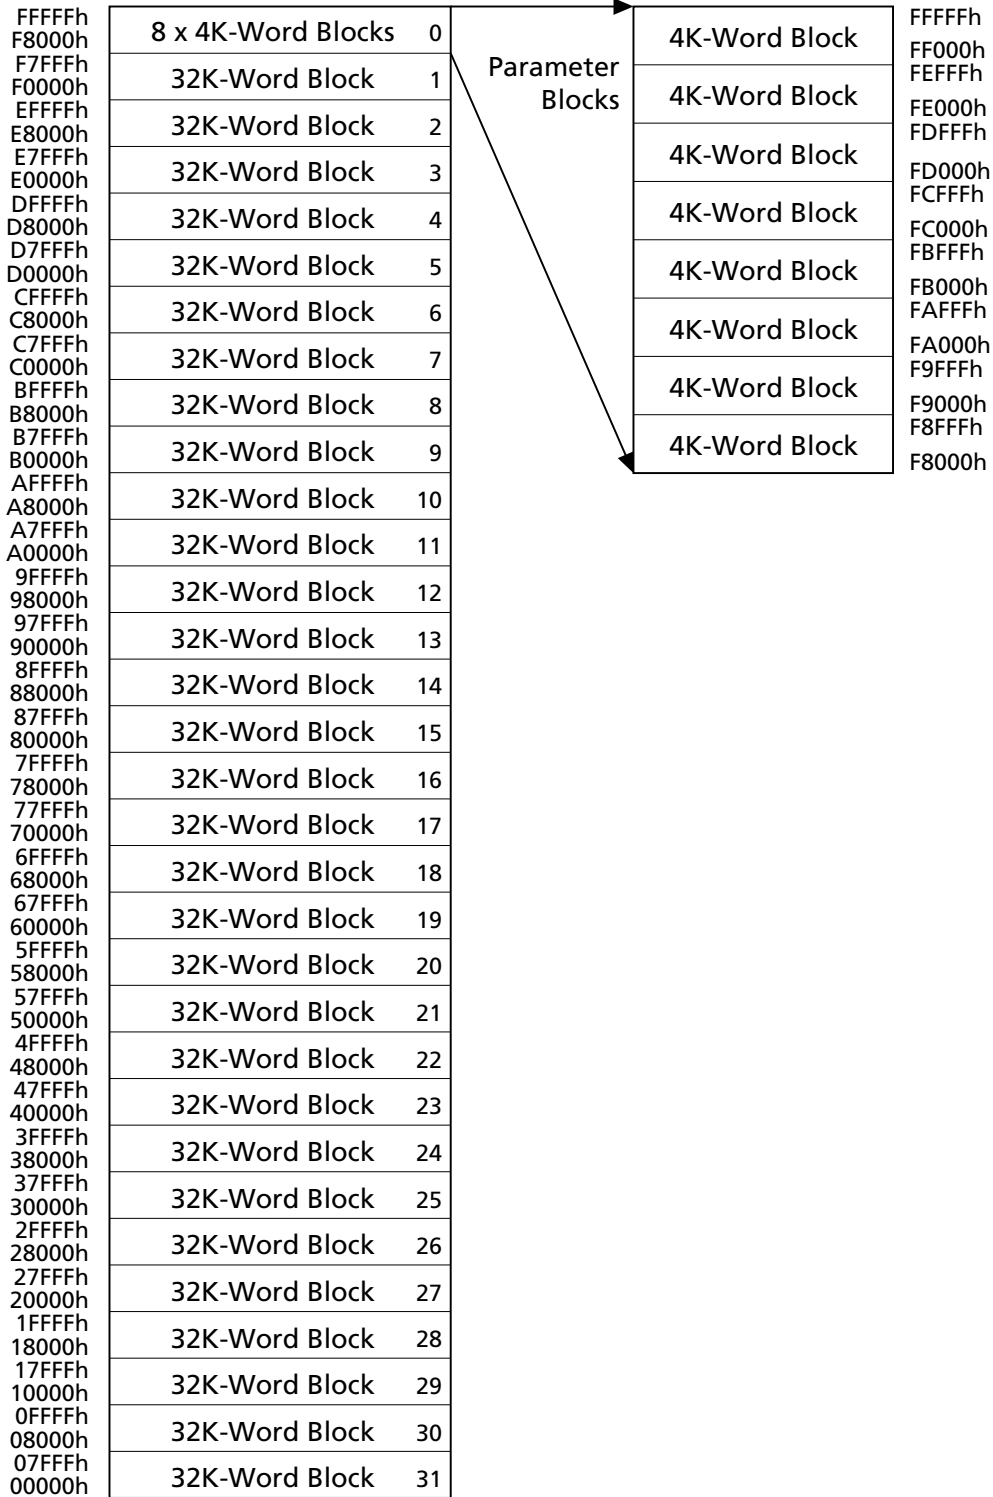 FFFFFh
8 x 4K-Word Blocks 0
F8000h
F7FFFh
32K-Word Block 1
F0000h
EFFFFh
32K-Word Block 2
E8000h
E7FFFh
32K-Word Block 3
E0000h
DFFFFh
32K-Word Block 4
D8000h
D7FFFh
32K-Word Block 5
D0000h
CFFFFh
32K-Word Block 6
C8000h
C7FFFh
32K-Word Block 7
C0000h
BFFFFh
32K-Word Block 8
B8000h
B7FFFh
32K-Word Block 9
B0000h
AFFFFh
32K-Word Block 10
A8000h
A7FFFh
32K-Word Block 11
A0000h
9FFFFh
32K-Word Block 12
98000h
97FFFh
32K-Word Block 13
90000h
8FFFFh
32K-Word Block 14
88000h
87FFFh
32K-Word Block 15
80000h
7FFFFh
32K-Word Block 16
78000h
77FFFh
32K-Word Block 17
70000h
6FFFFh
32K-Word Block 18
68000h
67FFFh
32K-Word Block 19
60000h
5FFFFh
32K-Word Block 20
58000h
57FFFh
32K-Word Block 21
50000h
4FFFFh
32K-Word Block 22
48000h
47FFFh
32K-Word Block 23
40000h
3FFFFh
32K-Word Block 24
38000h
37FFFh
32K-Word Block 25
30000h
2FFFFh
32K-Word Block 26
28000h
27FFFh
32K-Word Block 27
20000h
1FFFFh
32K-Word Block 28
18000h
17FFFh
32K-Word Block 29
10000h
0FFFFh
32K-Word Block 30
08000h
07FFFh
32K-Word Block 31
00000h
Parameter
Blocks
FFFFFh
4K-Word Block
FF000h
FEFFFh
4K-Word Block
FE000h
FDFFFh
4K-Word Block
FD000h
FCFFFh
4K-Word Block
FC000h
FBFFFh
4K-Word Block
FB000h
FAFFFh
4K-Word Block
FA000h
F9FFFh
4K-Word Block
F9000h
F8FFFh
4K-Word Block
F8000h